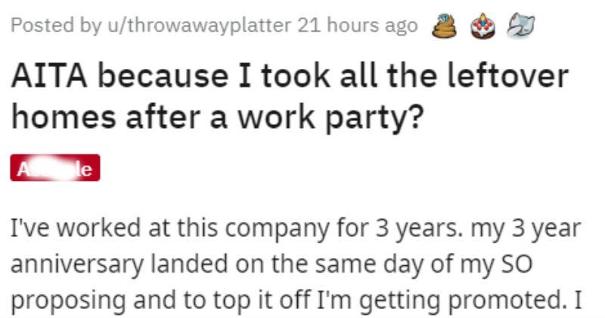 Posted by u/throwawayplatter 21 hours ago
AITA because I took all the leftover
homes after a work party?
I've worked at this company for 3 years. my 3 year
anniversary landed on the same day of my SO
proposing and to top it off I'm getting promoted. I